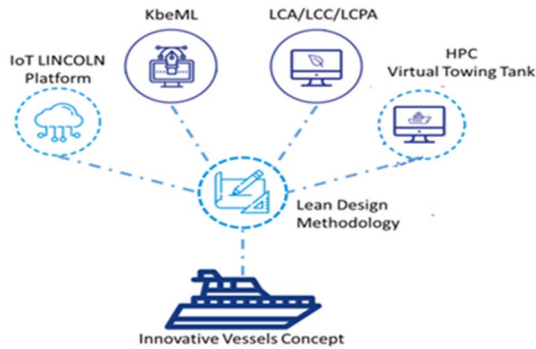 KbeML
LCA/LCC/LCPA
IoT LINCOLN
Platform
HPC
Virtual Towing Tank
Lean Design
Methodology
Innovative Vessels Concept